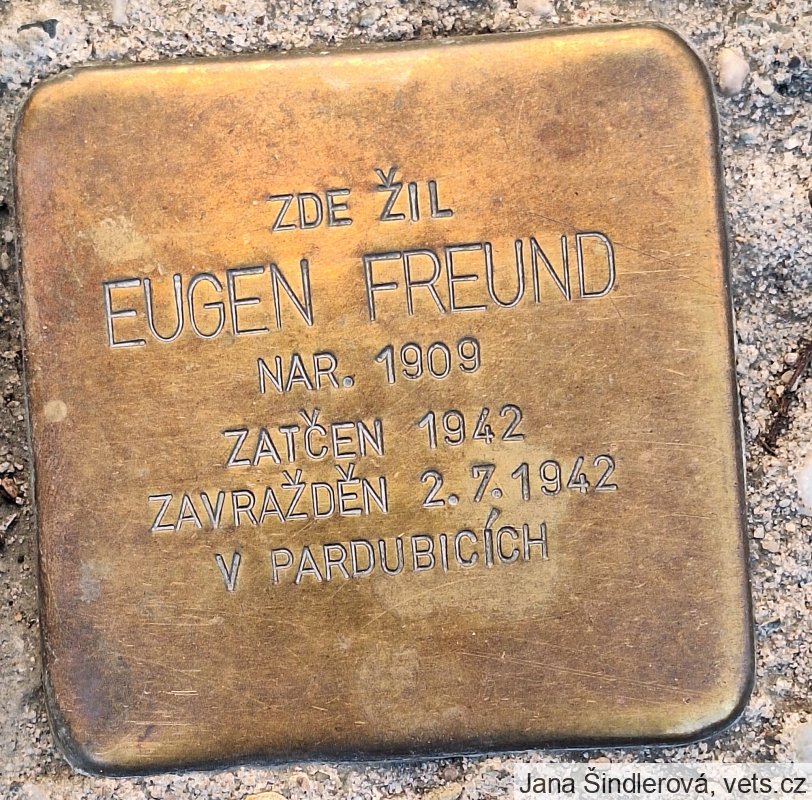 ZDE ŽIL
EUGEN FREUND
NAR. 1909
ZATČEN 1942
ZAVRAŽDĚN 2.7.1942
V PARDUBICÍCH
Jana Šindlerová, vets.cz